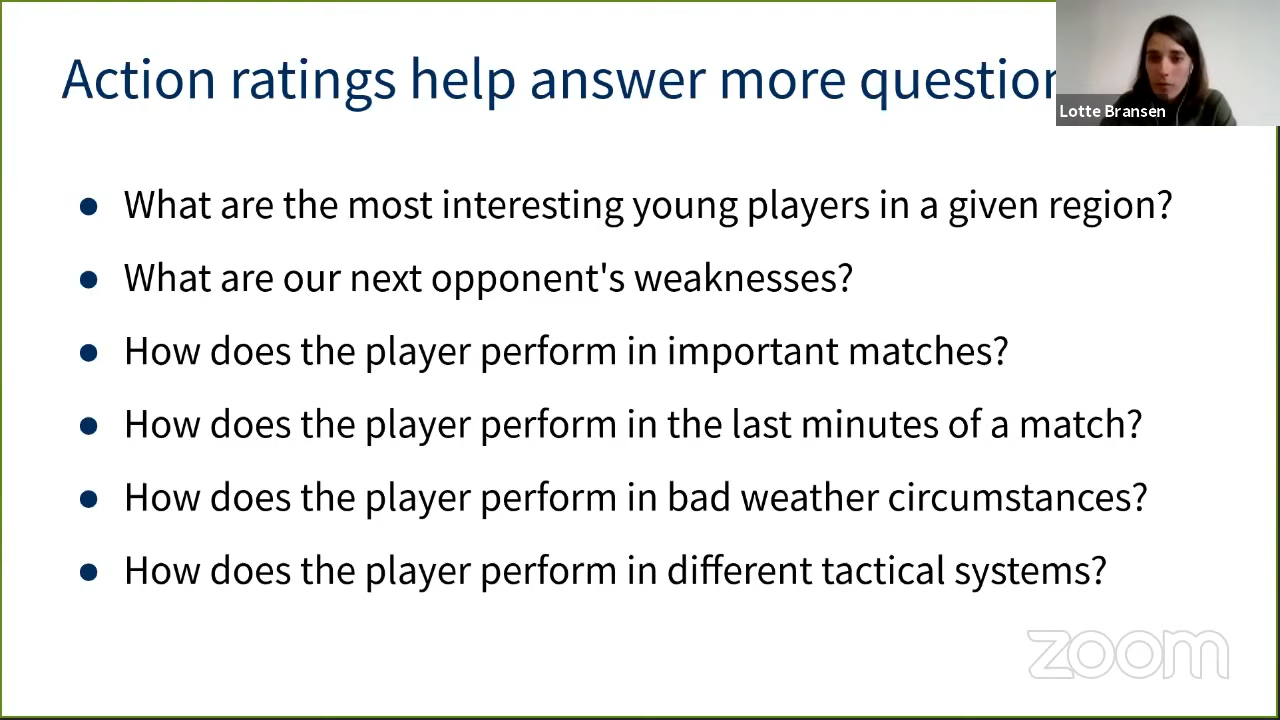 Action ratings help answer more question
Lotte Bransen
● What are the most interesting young players in a given region?
● What are our next opponent's weaknesses?
● How does the player perform in important matches?
● How does the player perform in the last minutes of a match?
● How does the player perform in bad weather circumstances?
● How does the player perform in different tactical systems?
zoom